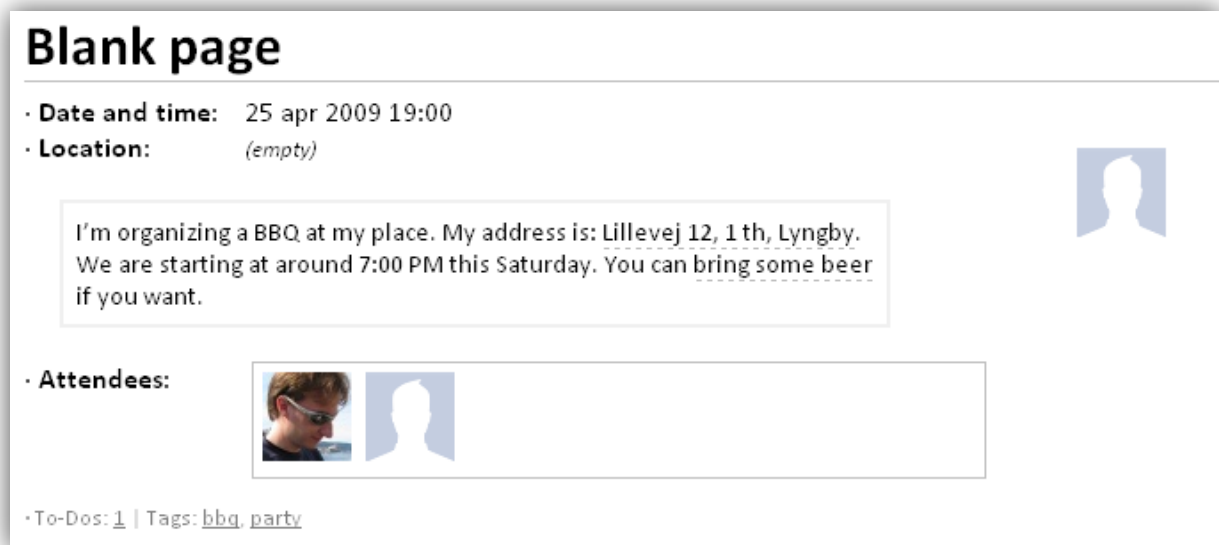 Blank page
· Date and time: 25 apr 2009 19:00
· Location: (empty)
I'm organizing a BBQ at my place. My address is: Lillevej 12, 1 th, Lyngby.
We are starting at around 7:00 PM this Saturday. You can bring some beer
if you want.
· Attendees:
· To-Dos: 1 | Tags: bbq, party